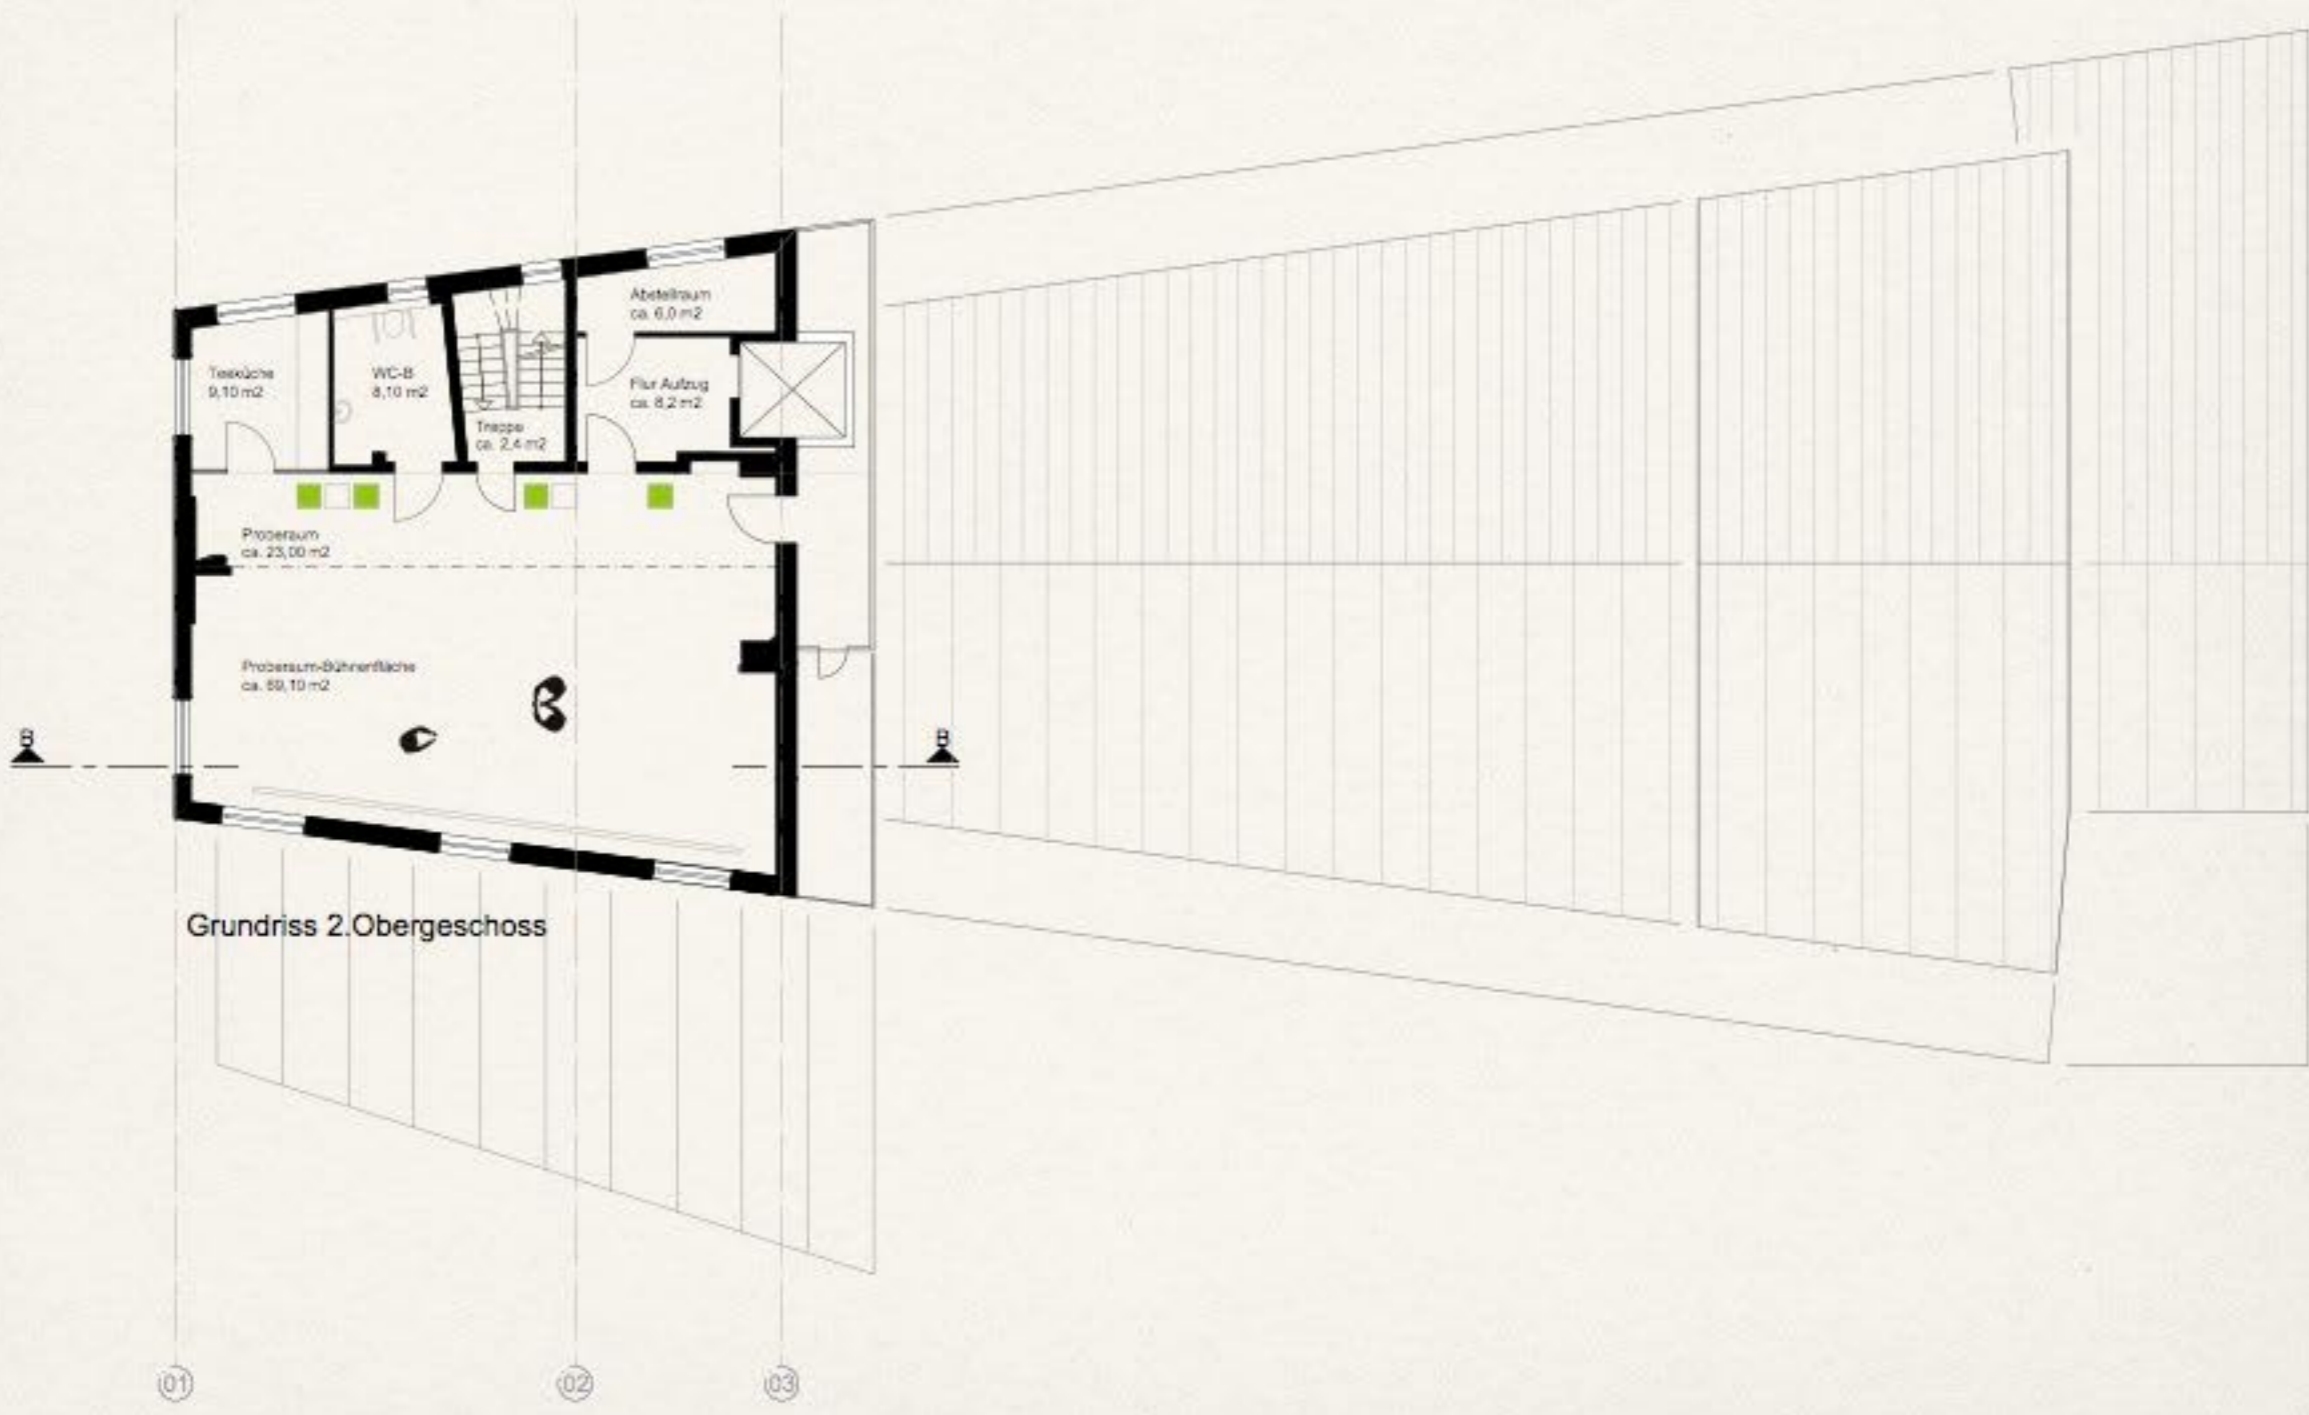 Abstellraum
ca. 6,0 m2
Teeküche
9,10 m2
WC-B
8,10 m2
Flur Aufzug
ca. 8,2 m2
Treppe
ca. 2,4 m2
Proberaum
ca. 23,00 m2
Proberaum-Bühnenfläche
ca. 69,10 m2
B
B
Grundriss 2.Obergeschoss
01
02
03